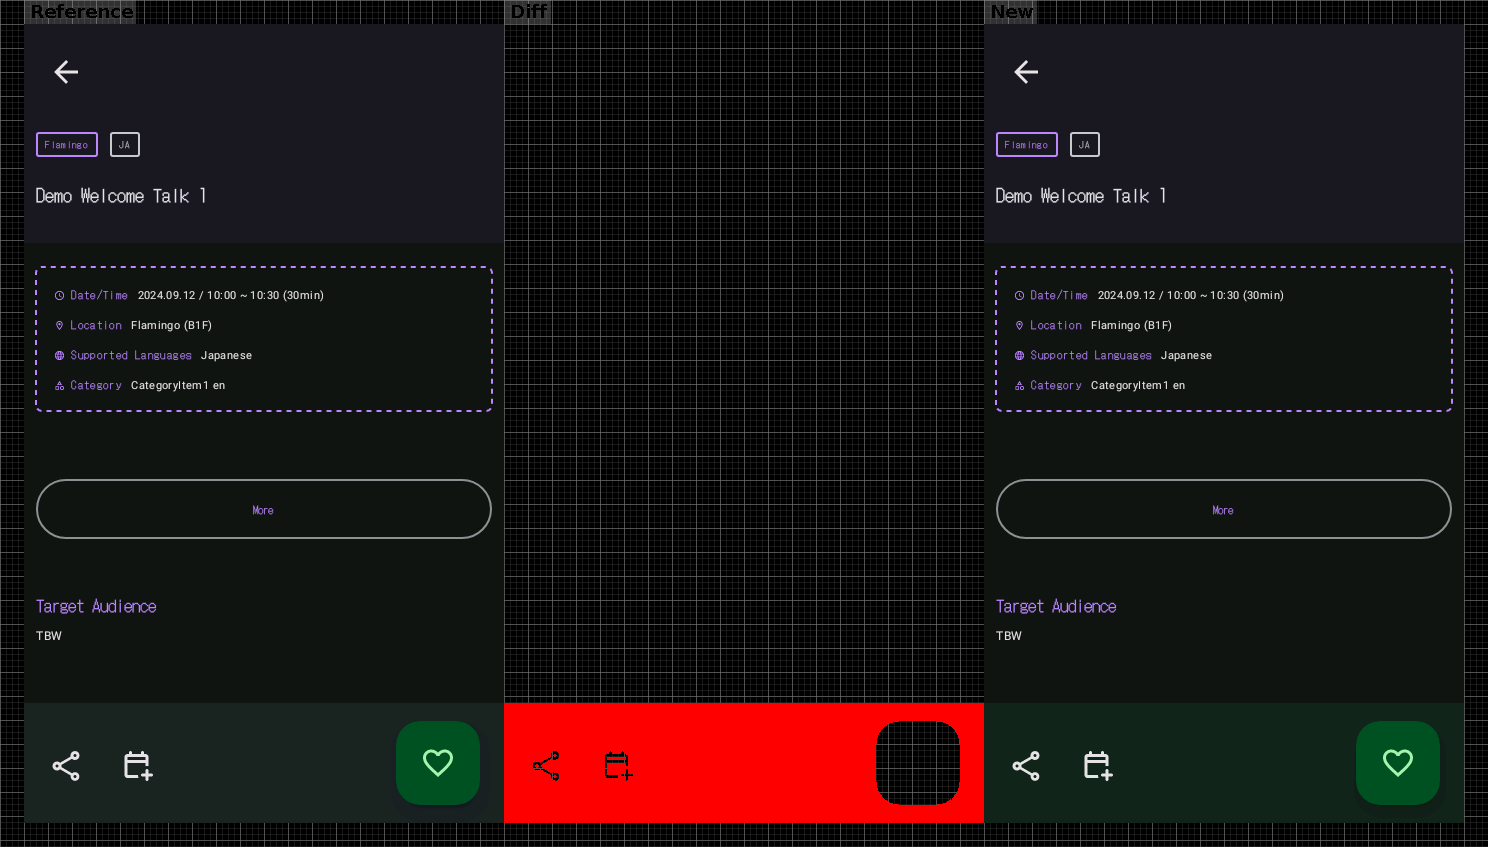 Reference
Diff
New
Flamingo JA
Demo Welcome Talk 1
Date/Time 2024.09.12 / 10:00 ~ 10:30 (30min)
Location Flamingo (B1F)
Supported Languages Japanese
Category CategoryItem1 en
More
Target Audience
TBW
Flamingo JA
Demo Welcome Talk 1
Date/Time 2024.09.12 / 10:00 ~ 10:30 (30min)
Location Flamingo (B1F)
Supported Languages Japanese
Category CategoryItem1 en
More
Target Audience
TBW